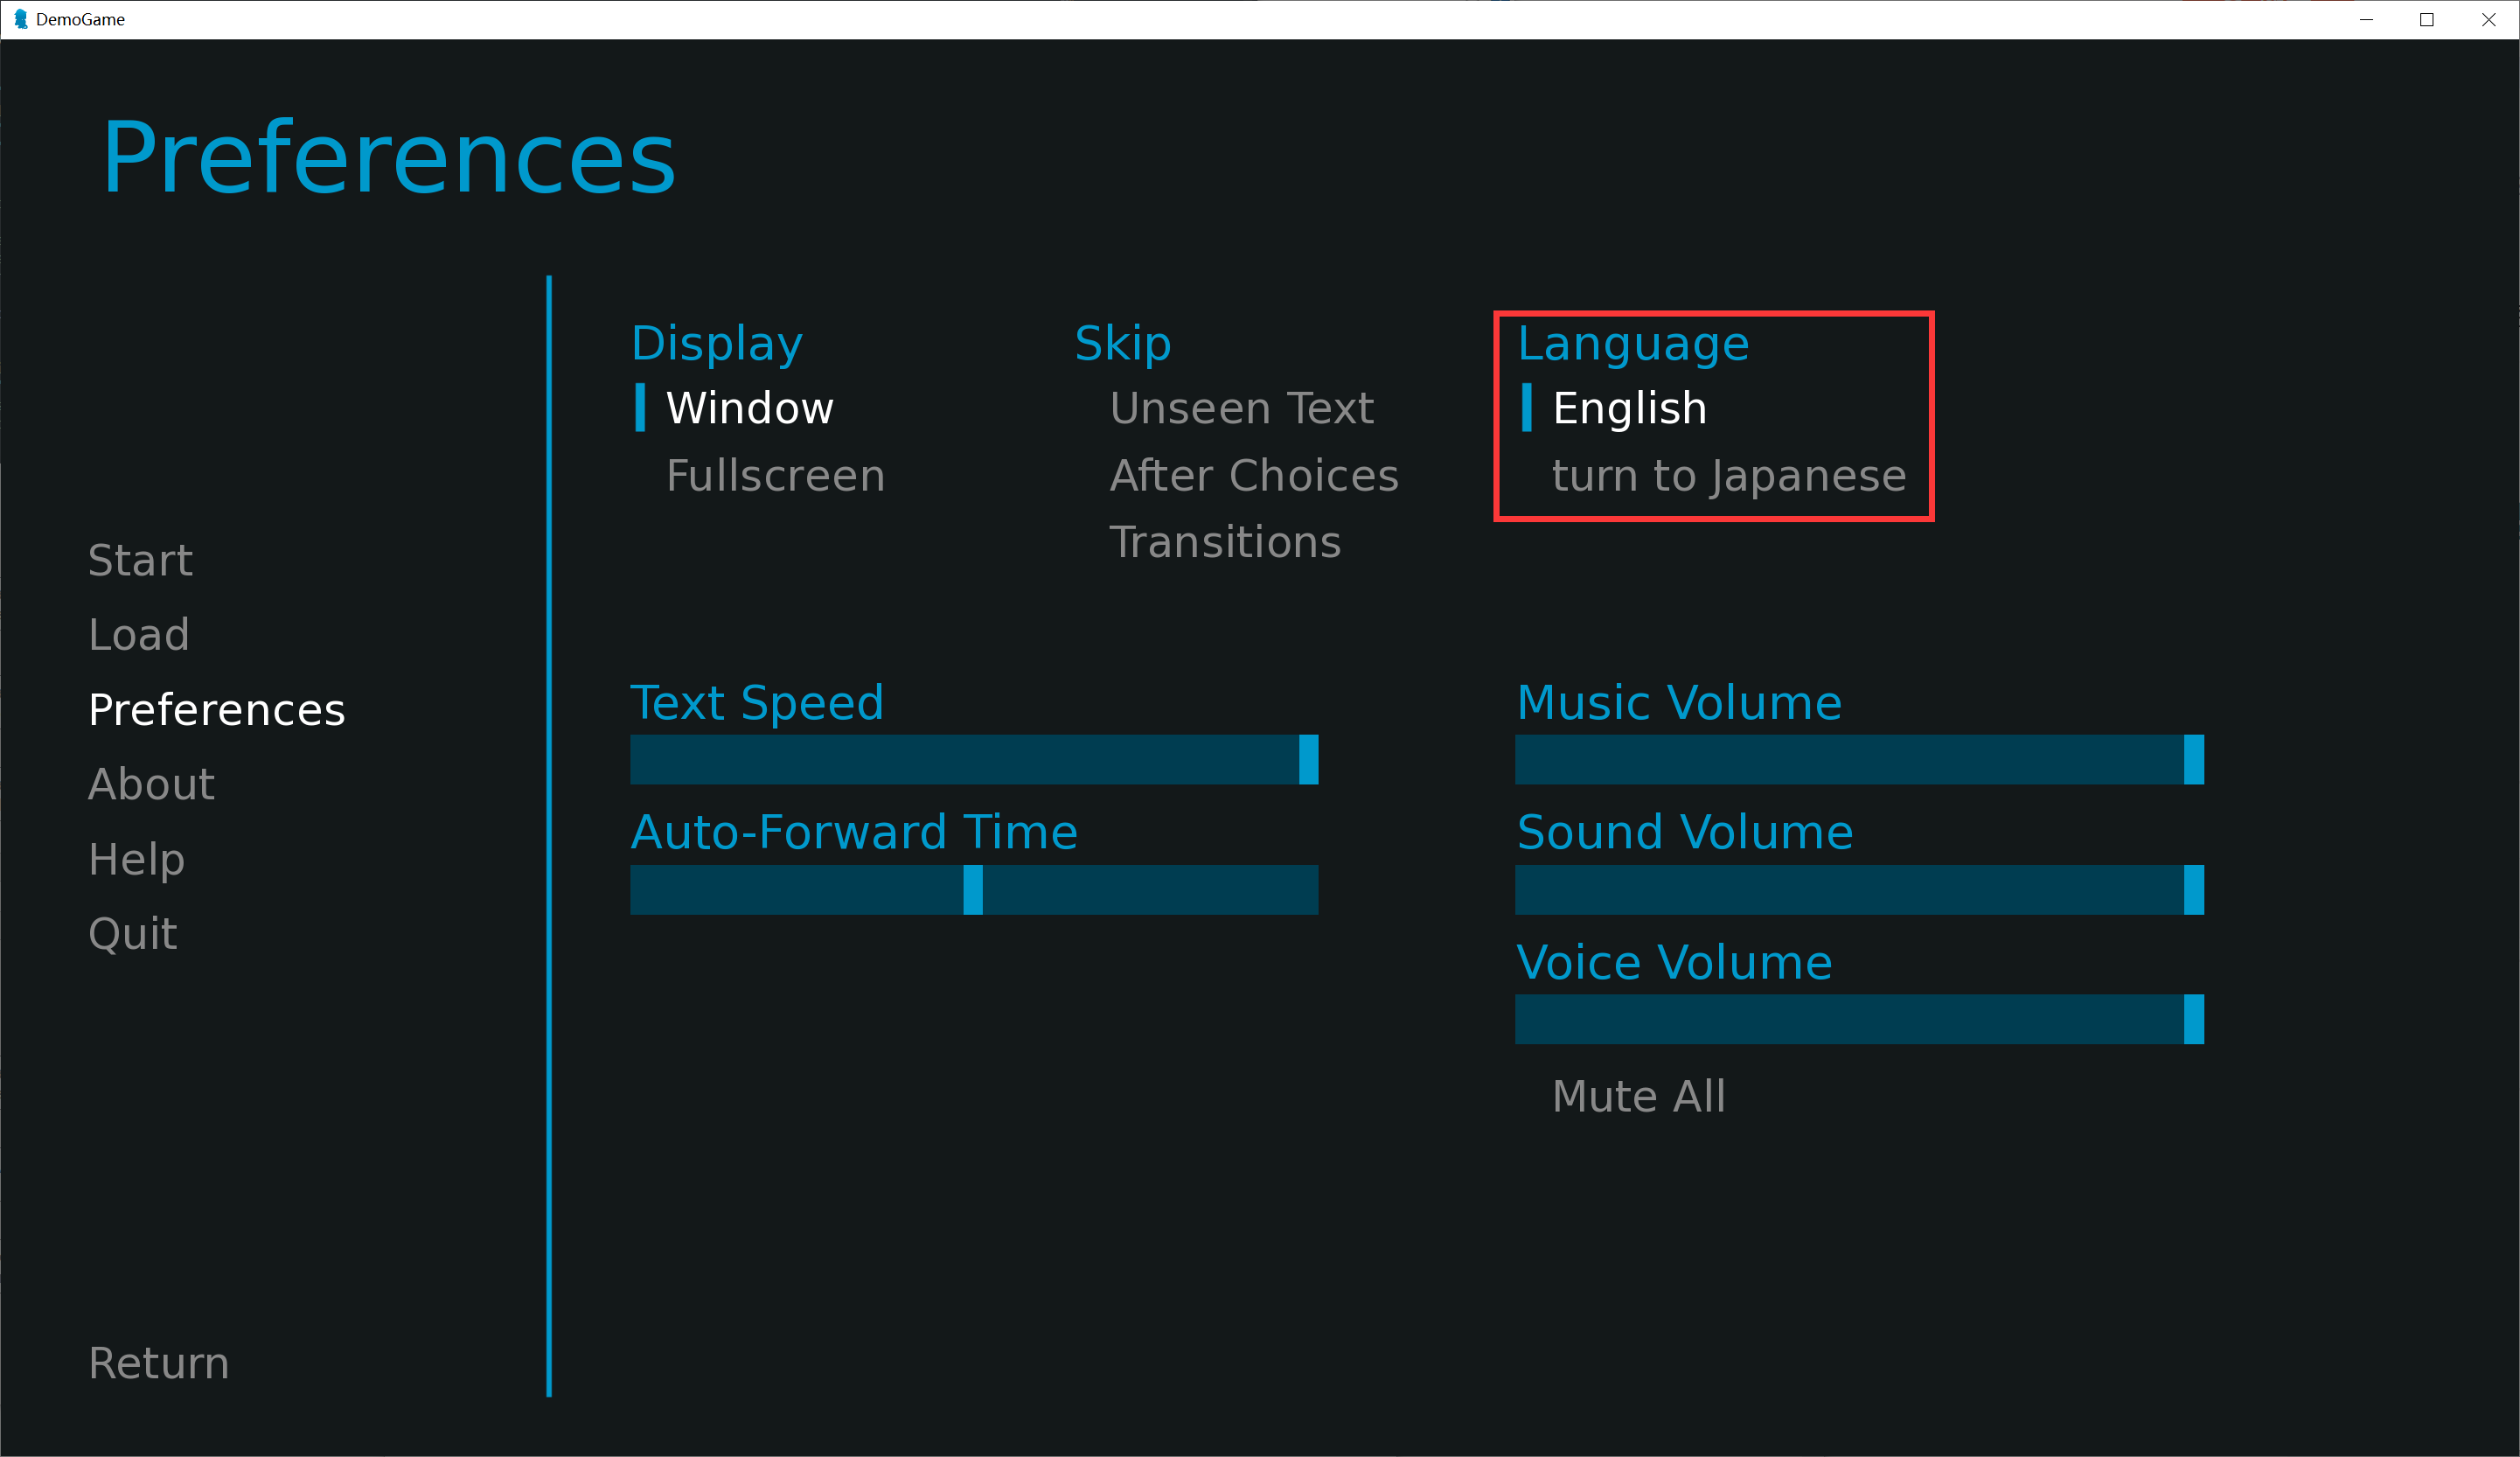 DemoGame
Preferences
Start
Load
Preferences
About
Help
Quit
Return
Display
Window
Fullscreen
Skip
Unseen Text
After Choices
Transitions
Language
English
turn to Japanese
Text Speed
Auto-Forward Time
Music Volume
Sound Volume
Voice Volume
Mute All